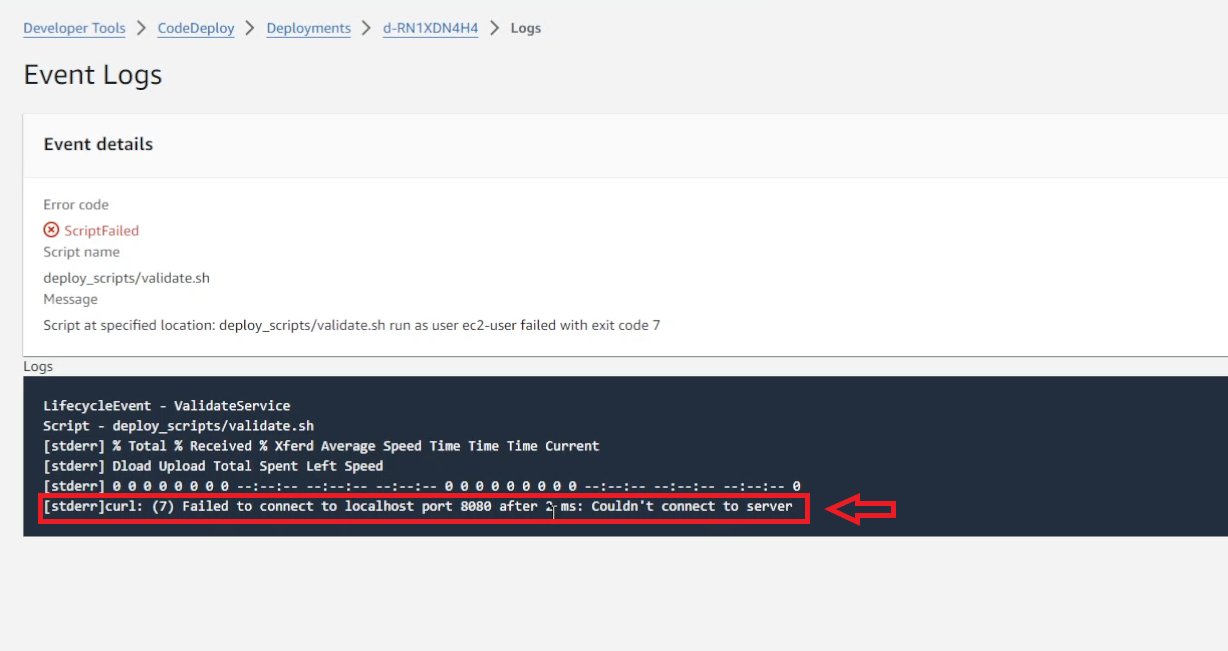 Developer Tools > CodeDeploy > Deployments > d-RN1XDN4H4 > Logs
Event Logs
Event details
Error code
ScriptFailed
Script name
deploy_scripts/validate.sh
Message
Script at specified location: deploy_scripts/validate.sh run as user ec2-user failed with exit code 7
Logs
LifecycleEvent - ValidateService
Script - deploy_scripts/validate.sh
[stderr] % Total % Received % Xferd Average Speed Time Time Time Current
[stderr] Dload Upload Total Spent Left Speed
[stderr] 0 0 0 0 0 0 0 0 --:--:-- --:--:-- --:--:-- 0 0 0 0 0 0 0 0 0 --:--:-- --:--:-- --:--:-- 0
[stderr]curl: (7) Failed to connect to localhost port 8080 after 2 ms: Couldn't connect to server